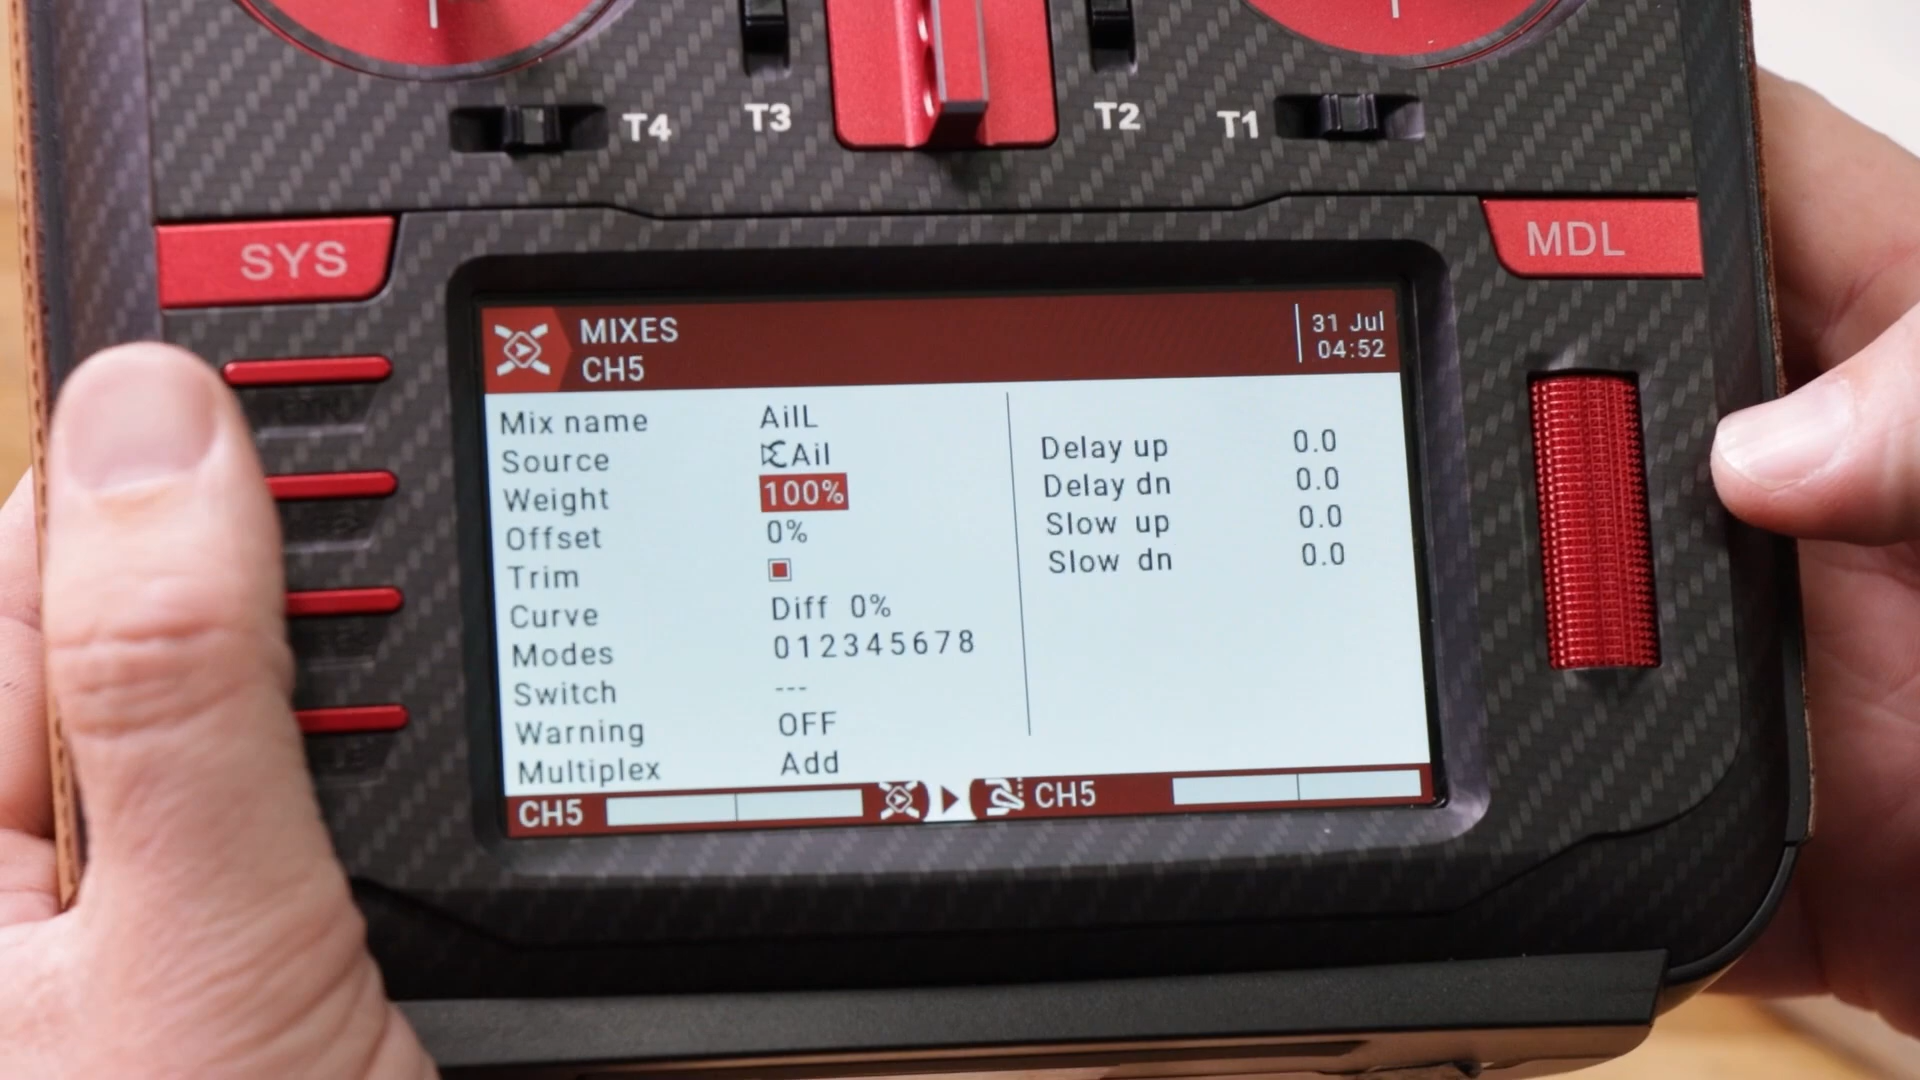 T4
T3
T2
T1
SYS
MDL
MIXES
CH5
31 Jul
04:52
Mix name AilL
Source Ail
Weight 100%
Offset 0%
Trim
Curve Diff 0%
Modes 012345678
Switch ---
Warning OFF
Multiplex Add
Delay up 0.0
Delay dn 0.0
Slow up 0.0
Slow dn 0.0
CH5
CH5